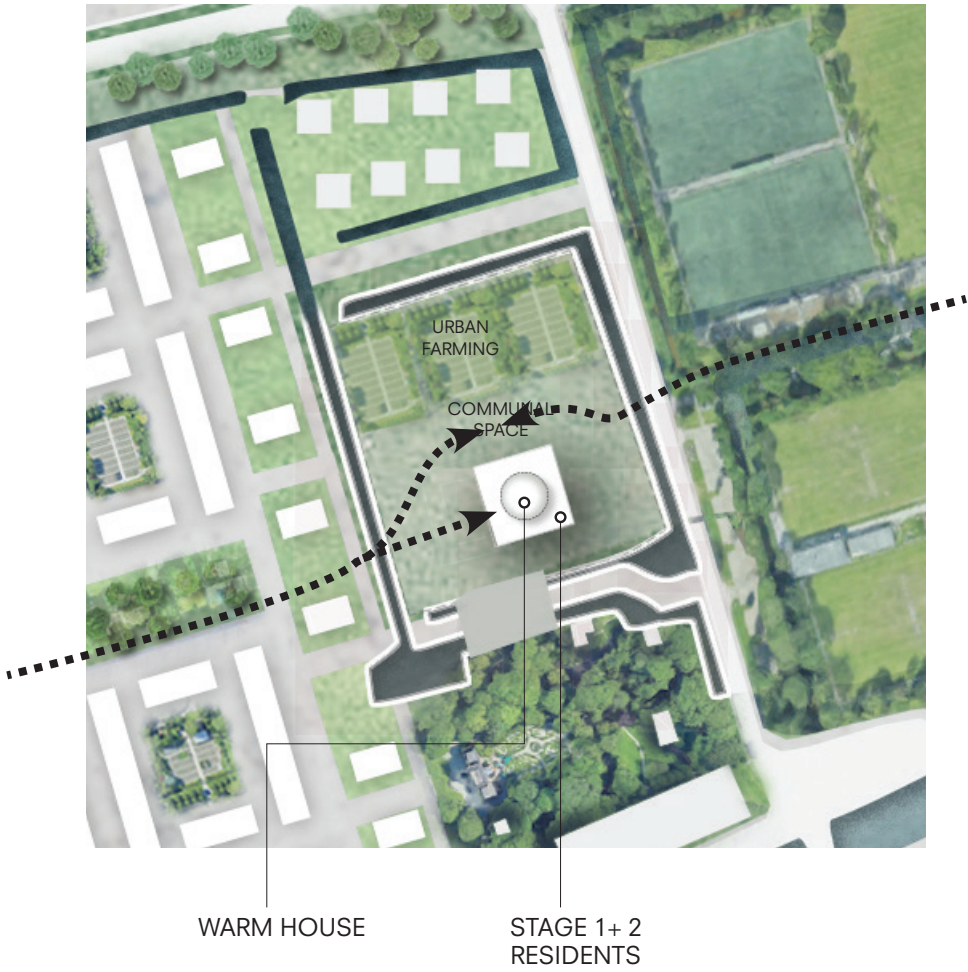 URBAN
FARMING
COMMUNAL
SPACE
WARM HOUSE
STAGE 1+ 2
RESIDENTS